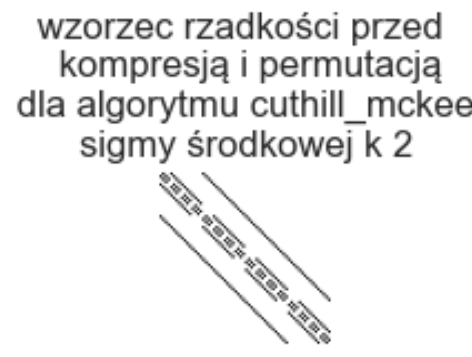 wzorzec rzadkości przed
kompresją i permutacją
dla algorytmu cuthill_mckee
sigmy środkowej k 2